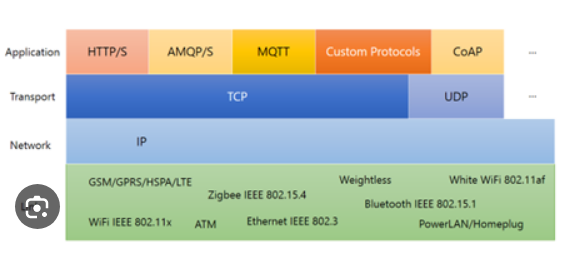 Application HTTP/S AMQP/S MQTT Custom Protocols CoAP ...
Transport TCP UDP ...
Network IP
GSM/GPRS/HSPA/LTE Weightless White WiFi 802.11af
Zigbee IEEE 802.15.4
Bluetooth IEEE 802.15.1
WiFi IEEE 802.11x ATM Ethernet IEEE 802.3 PowerLAN/Homeplug